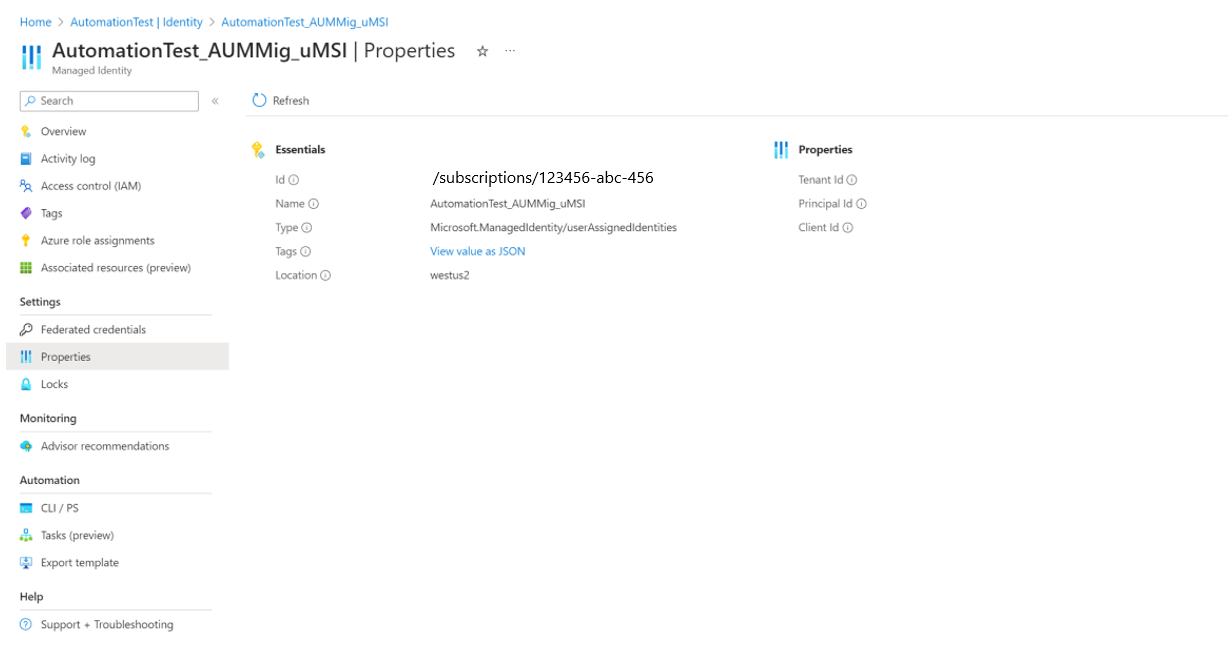 Home > AutomationTest | Identity > AutomationTest_AUMMig_uMSI
AutomationTest_AUMMig_uMSI | Properties ☆ ···
Managed Identity
Search «
Overview
Activity log
Access control (IAM)
Tags
Azure role assignments
Associated resources (preview)
Settings
Federated credentials
Properties
Locks
Monitoring
Advisor recommendations
Automation
CLI / PS
Tasks (preview)
Export template
Help
Support + Troubleshooting
Refresh
Essentials
Id /subscriptions/123456-abc-456
Name AutomationTest_AUMMig_uMSI
Type Microsoft.ManagedIdentity/userAssignedIdentities
Tags View value as JSON
Location westus2
Properties
Tenant Id
Principal Id
Client Id